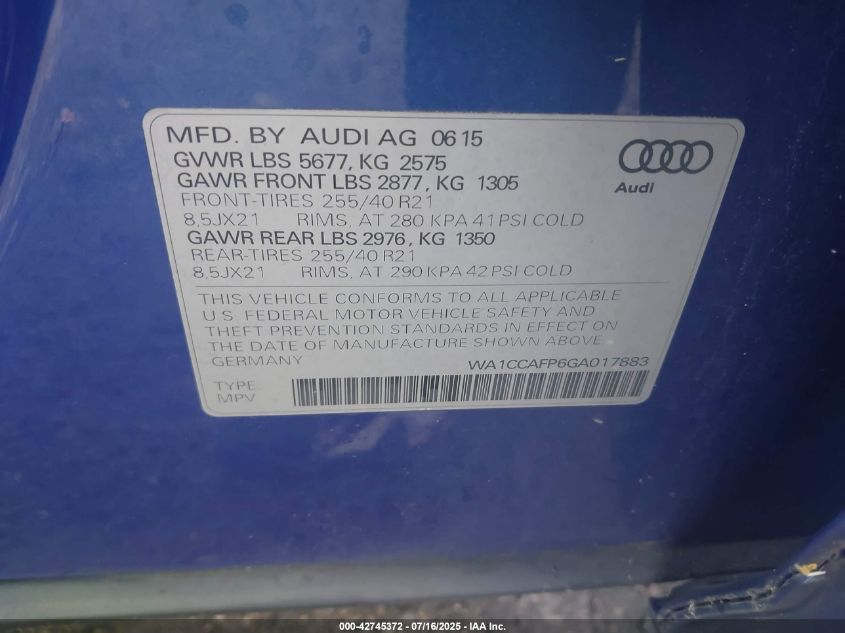 MFD. BY AUDI AG 06 15
GVWR LBS 5677, KG 2575
GAWR FRONT LBS 2877, KG 1305
FRONT-TIRES 255/40 R21
8,5JX21 RIMS, AT 280 KPA 41 PSI COLD
GAWR REAR LBS 2976, KG 1350
REAR-TIRES 255/40 R21
8,5JX21 RIMS, AT 290 KPA 42 PSI COLD
Audi
THIS VEHICLE CONFORMS TO ALL APPLICABLE
U.S. FEDERAL MOTOR VEHICLE SAFETY AND
THEFT PREVENTION STANDARDS IN EFFECT ON
THE DATE OF MANUFACTURE SHOWN ABOVE.
GERMANY WA1CCAFP6GA017883
TYPE:
MPV
000-42745372 - 07/16/2025 - IAA Inc.